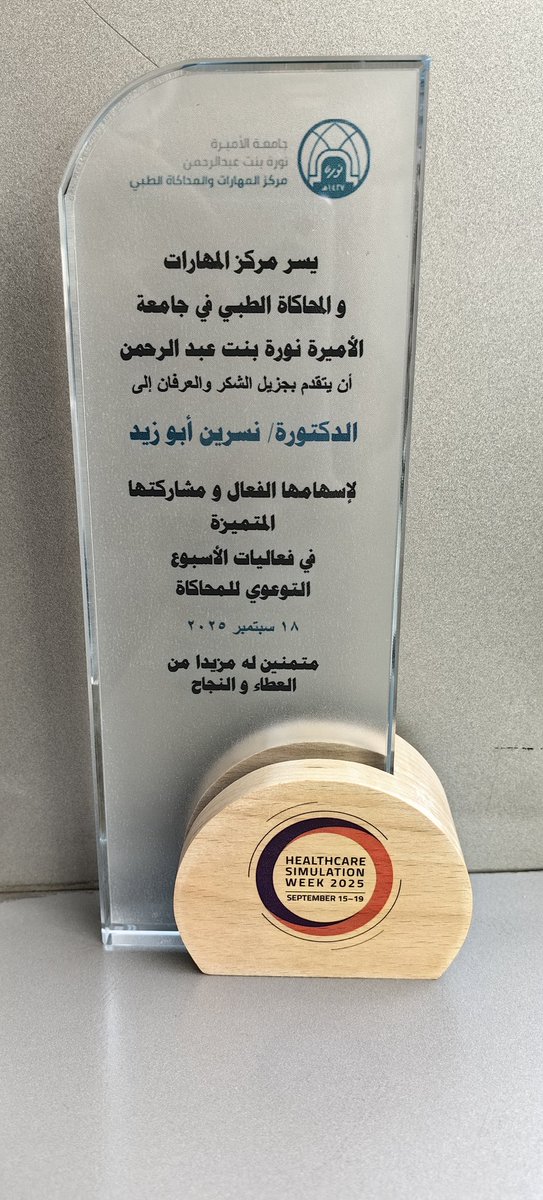 جامعة الأميرة
نورة بنت عبدالرحمن
مركز المهارات والمحاكاة الطبي
نورة
١٤٢٧هـ
يسر مركز المهارات
و المحاكاة الطبي في جامعة
الأميرة نورة بنت عبد الرحمن
أن يتقدم بجزيل الشكر والعرفان إلى
الدكتورة/ نسرين أبو زيد
لإسهامها الفعال و مشاركتها
المتميزة
في فعاليات الأسبوع
التوعوي للمحاكاة
١٨ سبتمبر ٢٠٢٥
متمنين له مزيدا من
العطاء و النجاح
HEALTHCARE
SIMULATION
WEEK 2025
SEPTEMBER 15–19